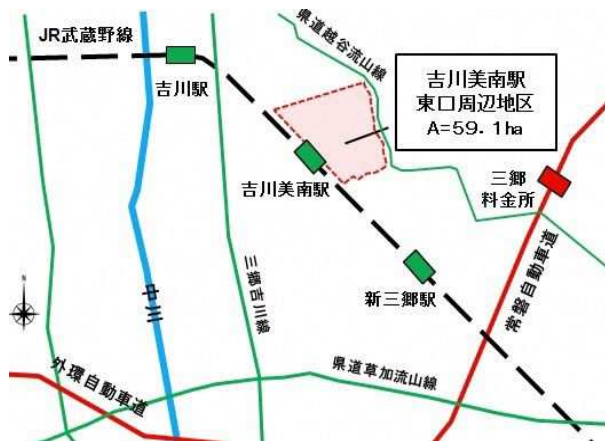 JR武蔵野線
吉川駅
県道越谷流山線
吉川美南駅
東口周辺地区
A=59.1ha
吉川美南駅
三郷
料金所
三郷吉川線
中川
新三郷駅
常磐自動車道
N
外環自動車道
県道草加流山線